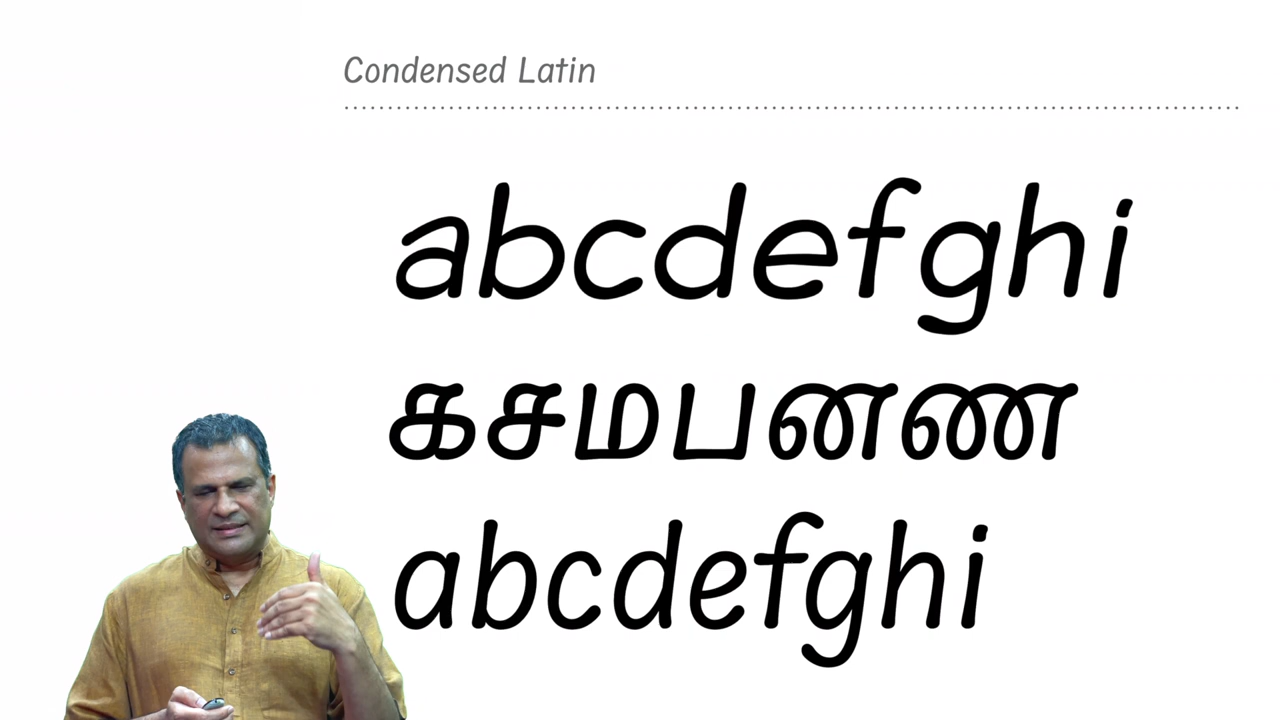 Condensed Latin
abcdefghi
கசமபனண
abcdefghi